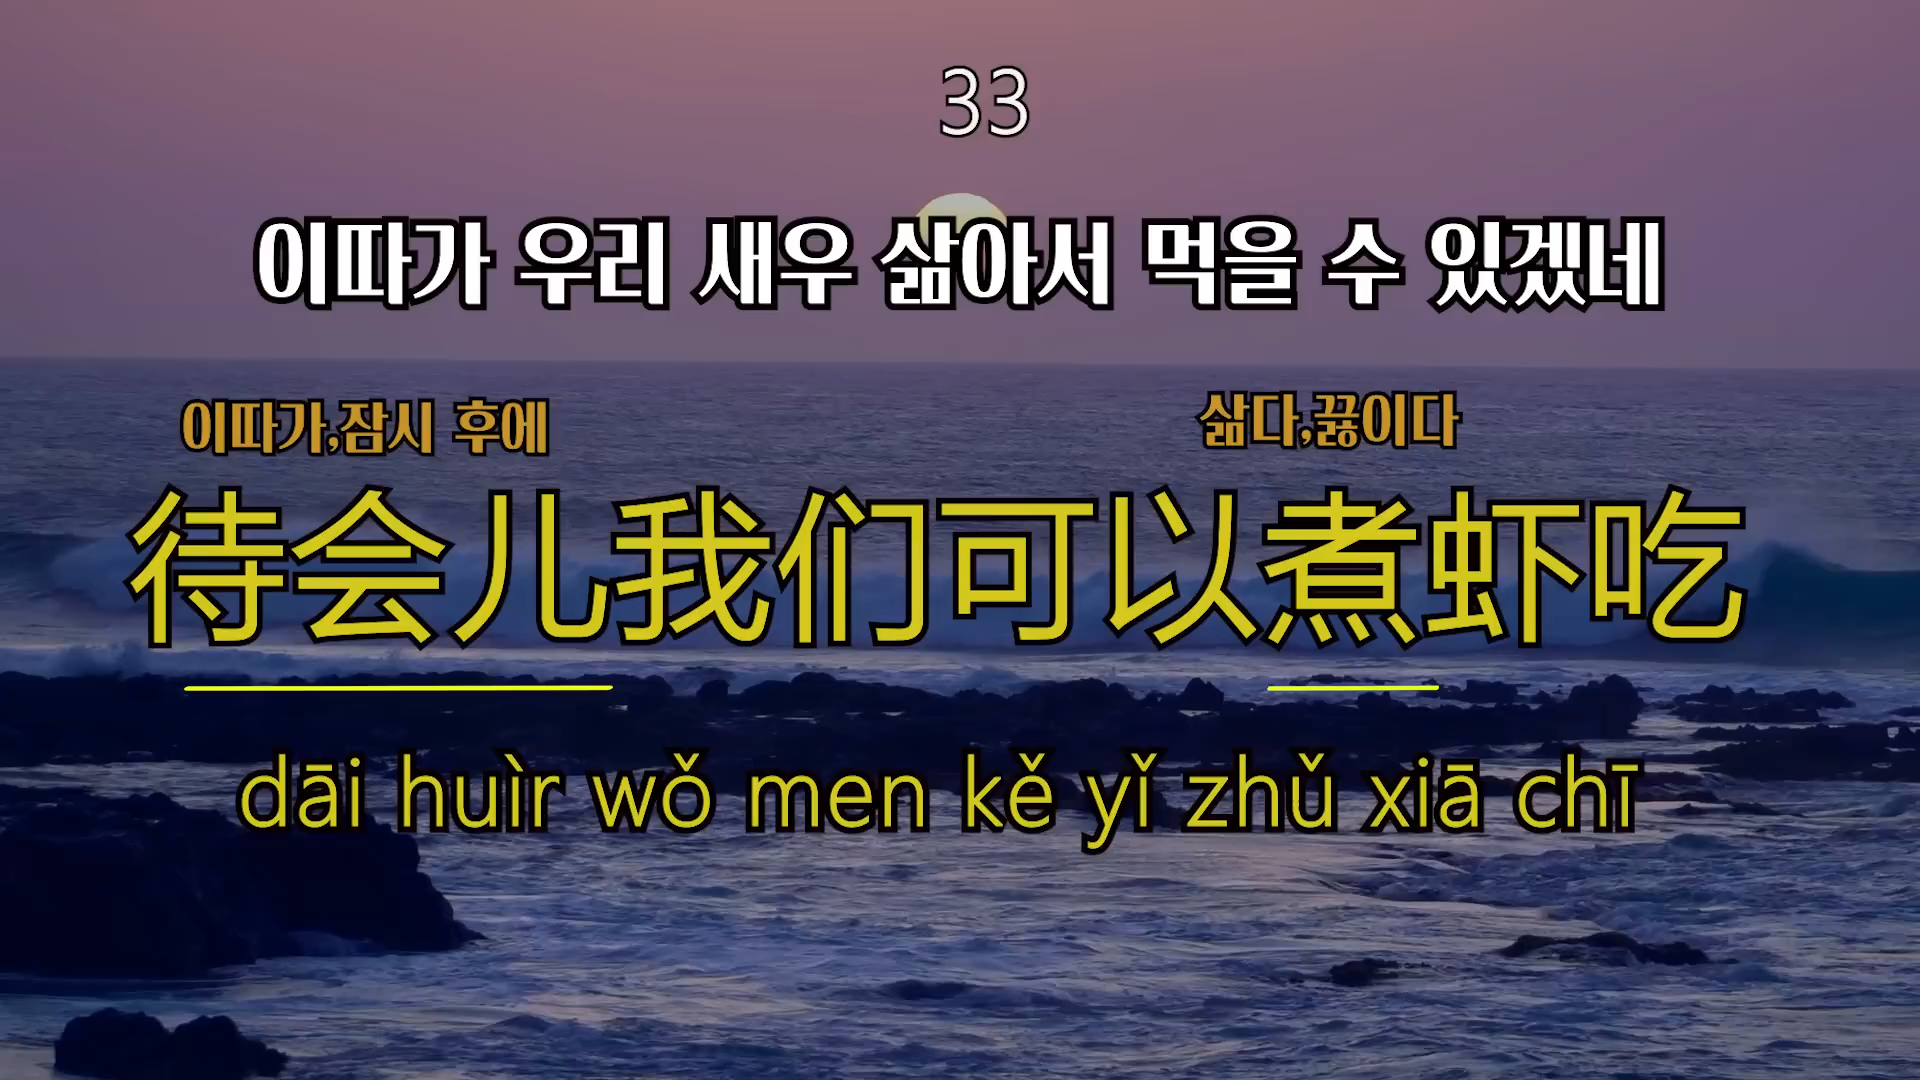 33
이따가 우리 새우 삶아서 먹을 수 있겠네
이따가,잠시 후에 삶다,끓이다
待会儿我们可以煮虾吃
dāi huìr wǒ men kě yǐ zhǔ xiā chī